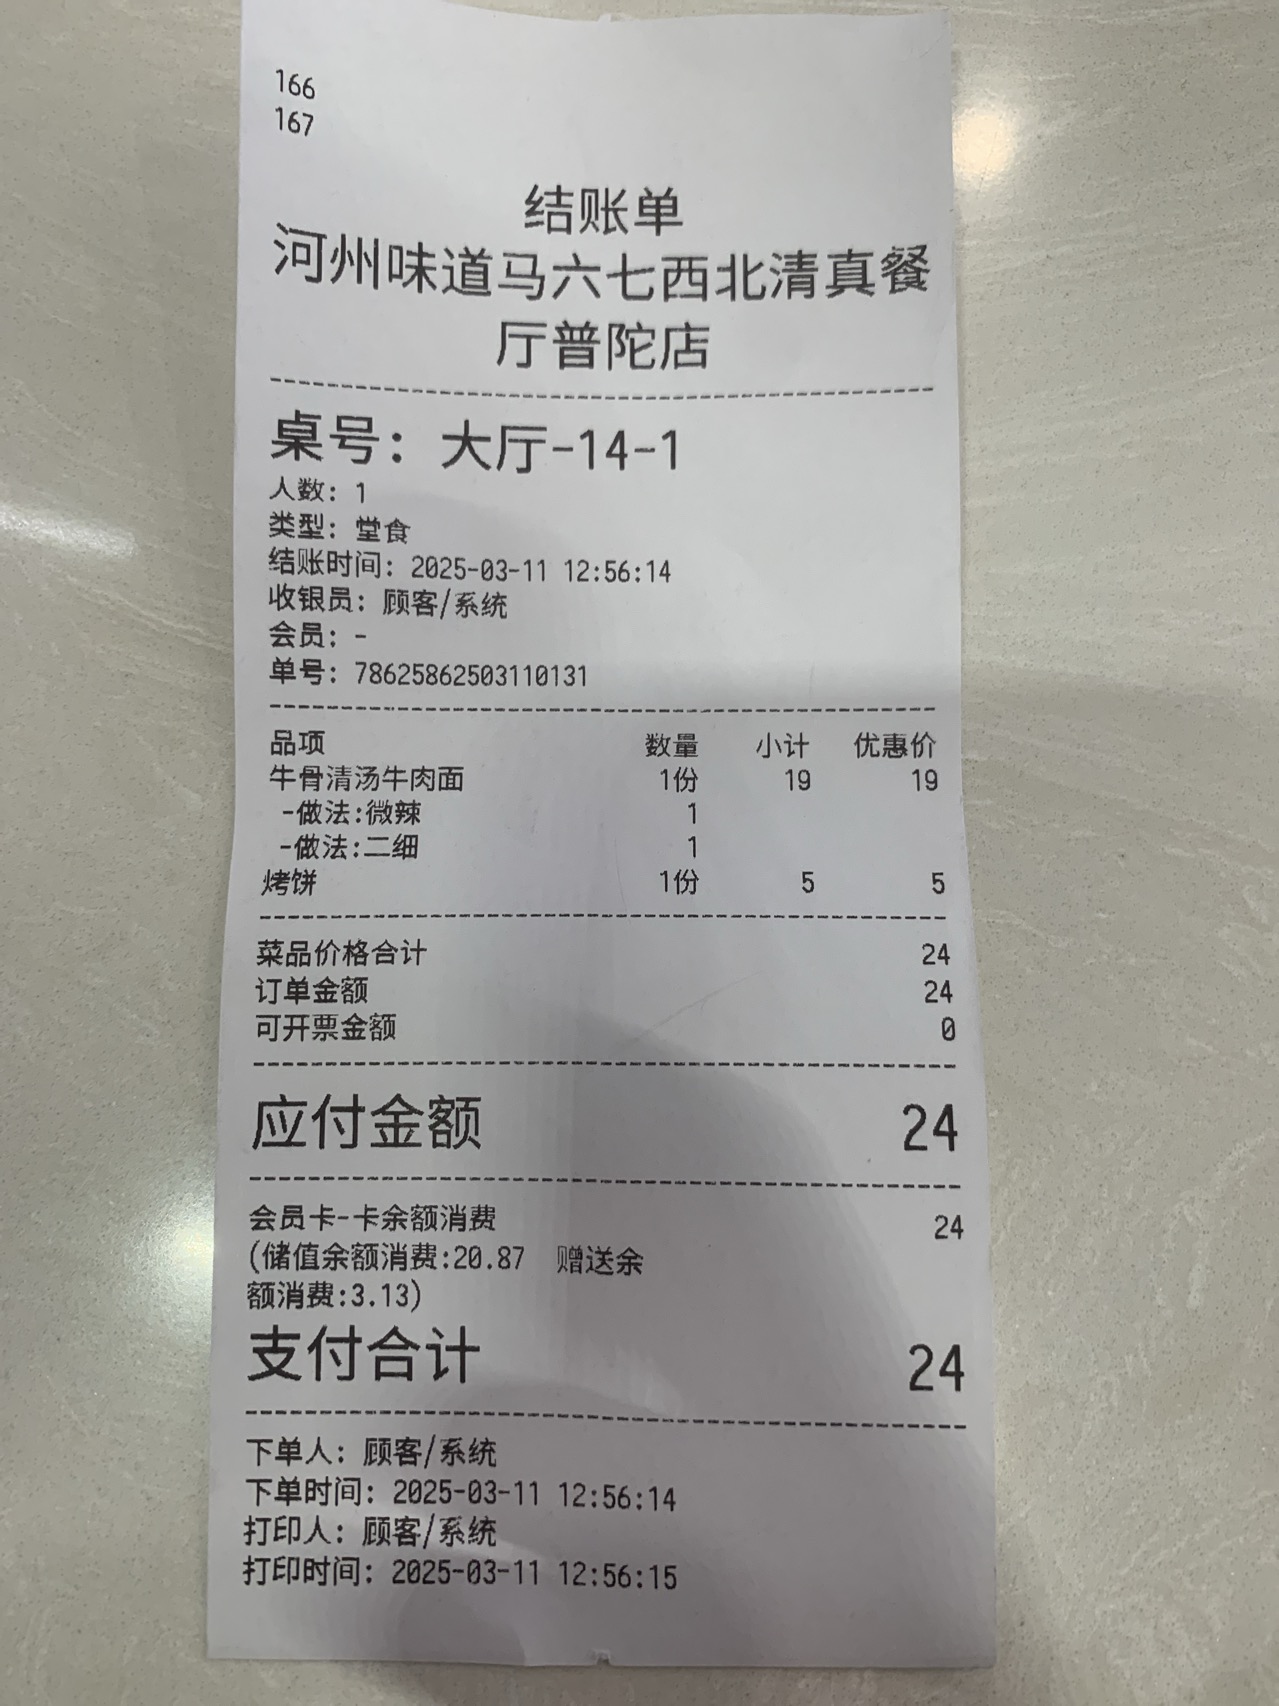 166
167
结账单
河州味道马六七西北清真餐
厅普陀店
桌号：大厅-14-1
人数：1
类型：堂食
结账时间：2025-03-11 12:56:14
收银员：顾客/系统
会员：-
单号：78625862503110131
品项 数量 小计 优惠价
牛骨清汤牛肉面 1份 19 19
-做法:微辣 1
-做法:二细 1
烤饼 1份 5 5
菜品价格合计 24
订单金额 24
可开票金额 0
应付金额 24
会员卡-卡余额消费 24
(储值余额消费:20.87 赠送余
额消费:3.13)
支付合计 24
下单人：顾客/系统
下单时间：2025-03-11 12:56:14
打印人：顾客/系统
打印时间：2025-03-11 12:56:15